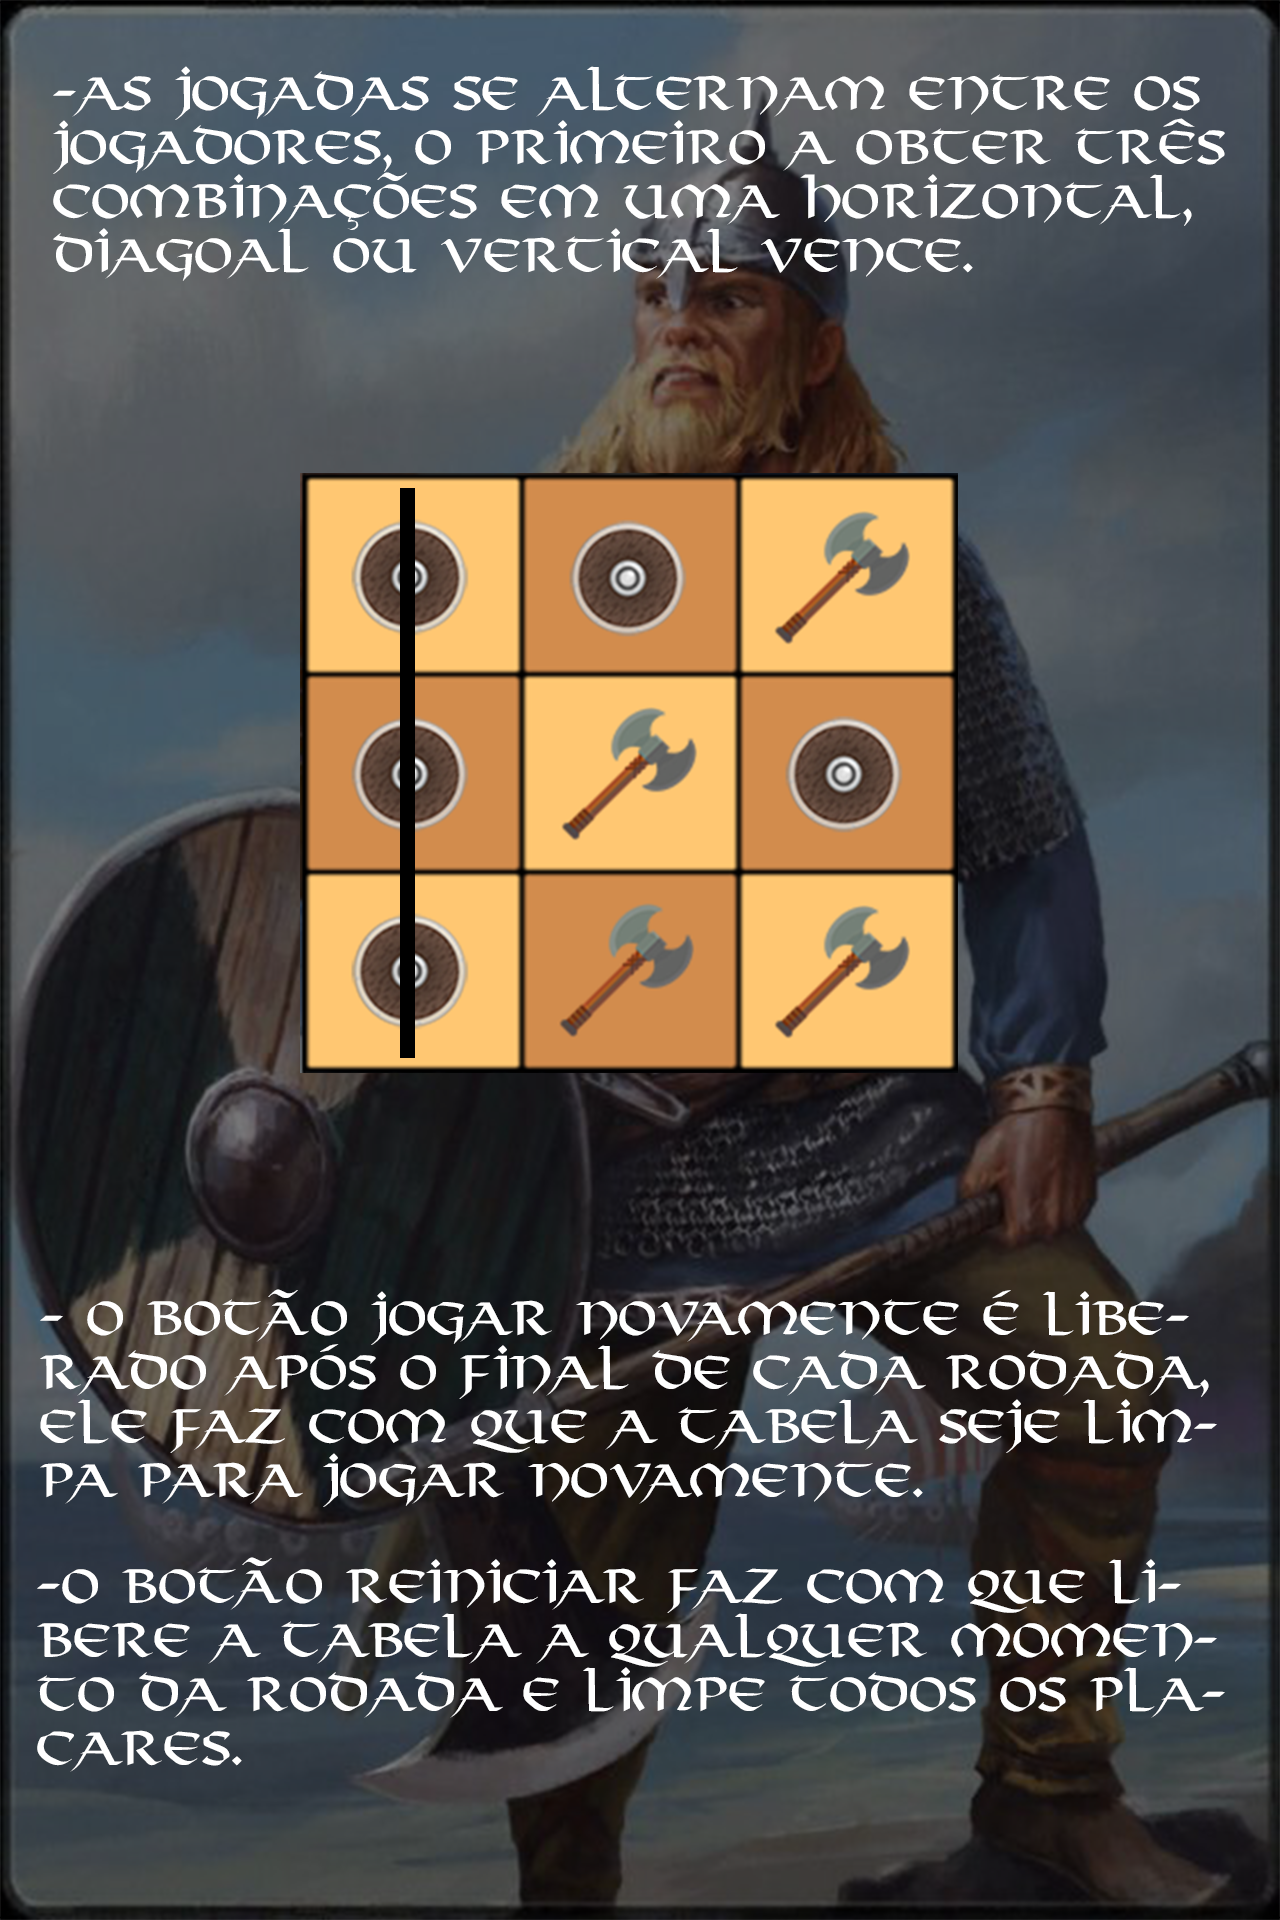 -As jogadas se alternam entre os
jogadores, o primeiro a obter três
combinações em uma horizontal,
diagoal ou vertical vence.
- O botão jogar novamente é libe-
rado após o final de cada rodada,
ele faz com que a tabela seje lim-
pa para jogar novamente.
-O botão reiniciar faz com que li-
bere a tabela a qualquer momen-
to da rodada e limpe todos os pla-
cares.